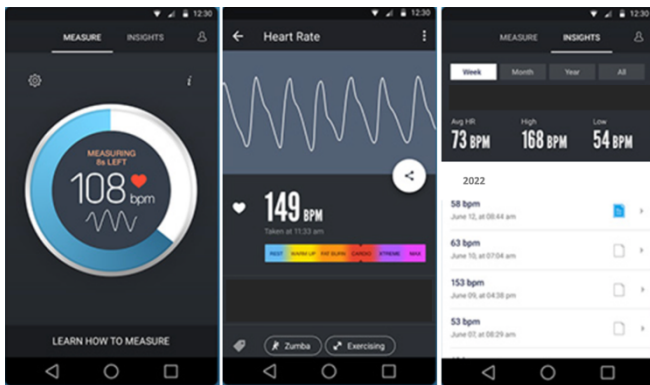 12:30
MEASURE INSIGHTS
i
MEASURING
8s LEFT
108 bpm
LEARN HOW TO MEASURE
12:30
Heart Rate
149 BPM
Taken at 11:33 am
REST WARM UP FAT BURN CARDIO XTREME MAX
Zumba Exercising
12:30
MEASURE INSIGHTS
Week Month Year All
Avg HR High Low
73 BPM 168 BPM 54 BPM
2022
58 bpm
June 12, at 08:44 am
63 bpm
June 10, at 07:04 am
153 bpm
June 09, at 04:38 pm
53 bpm
June 07, at 08:29 am